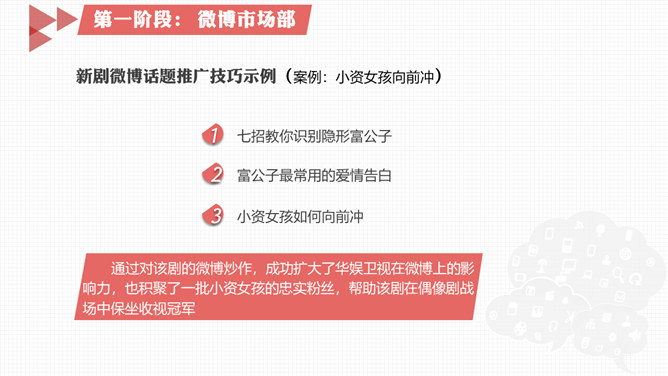 第一阶段： 微博市场部
新剧微博话题推广技巧示例（案例：小资女孩向前冲）
1 七招教你识别隐形富公子
2 富公子最常用的爱情告白
3 小资女孩如何向前冲
通过对该剧的微博炒作，成功扩大了华娱卫视在微博上的影
响力，也积聚了一批小资女孩的忠实粉丝，帮助该剧在偶像剧战
场中保坐收视冠军